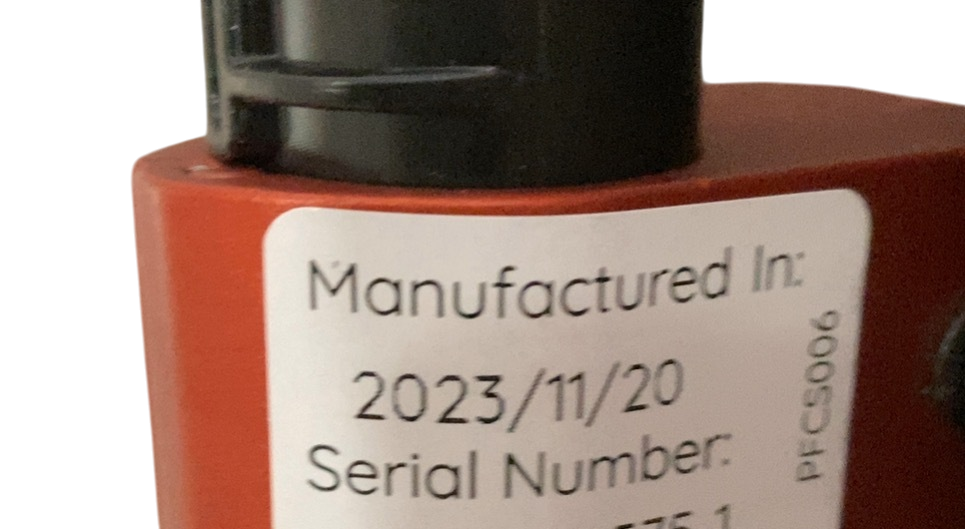 Manufactured In:
2023/11/20
Serial Number:
PFCS006